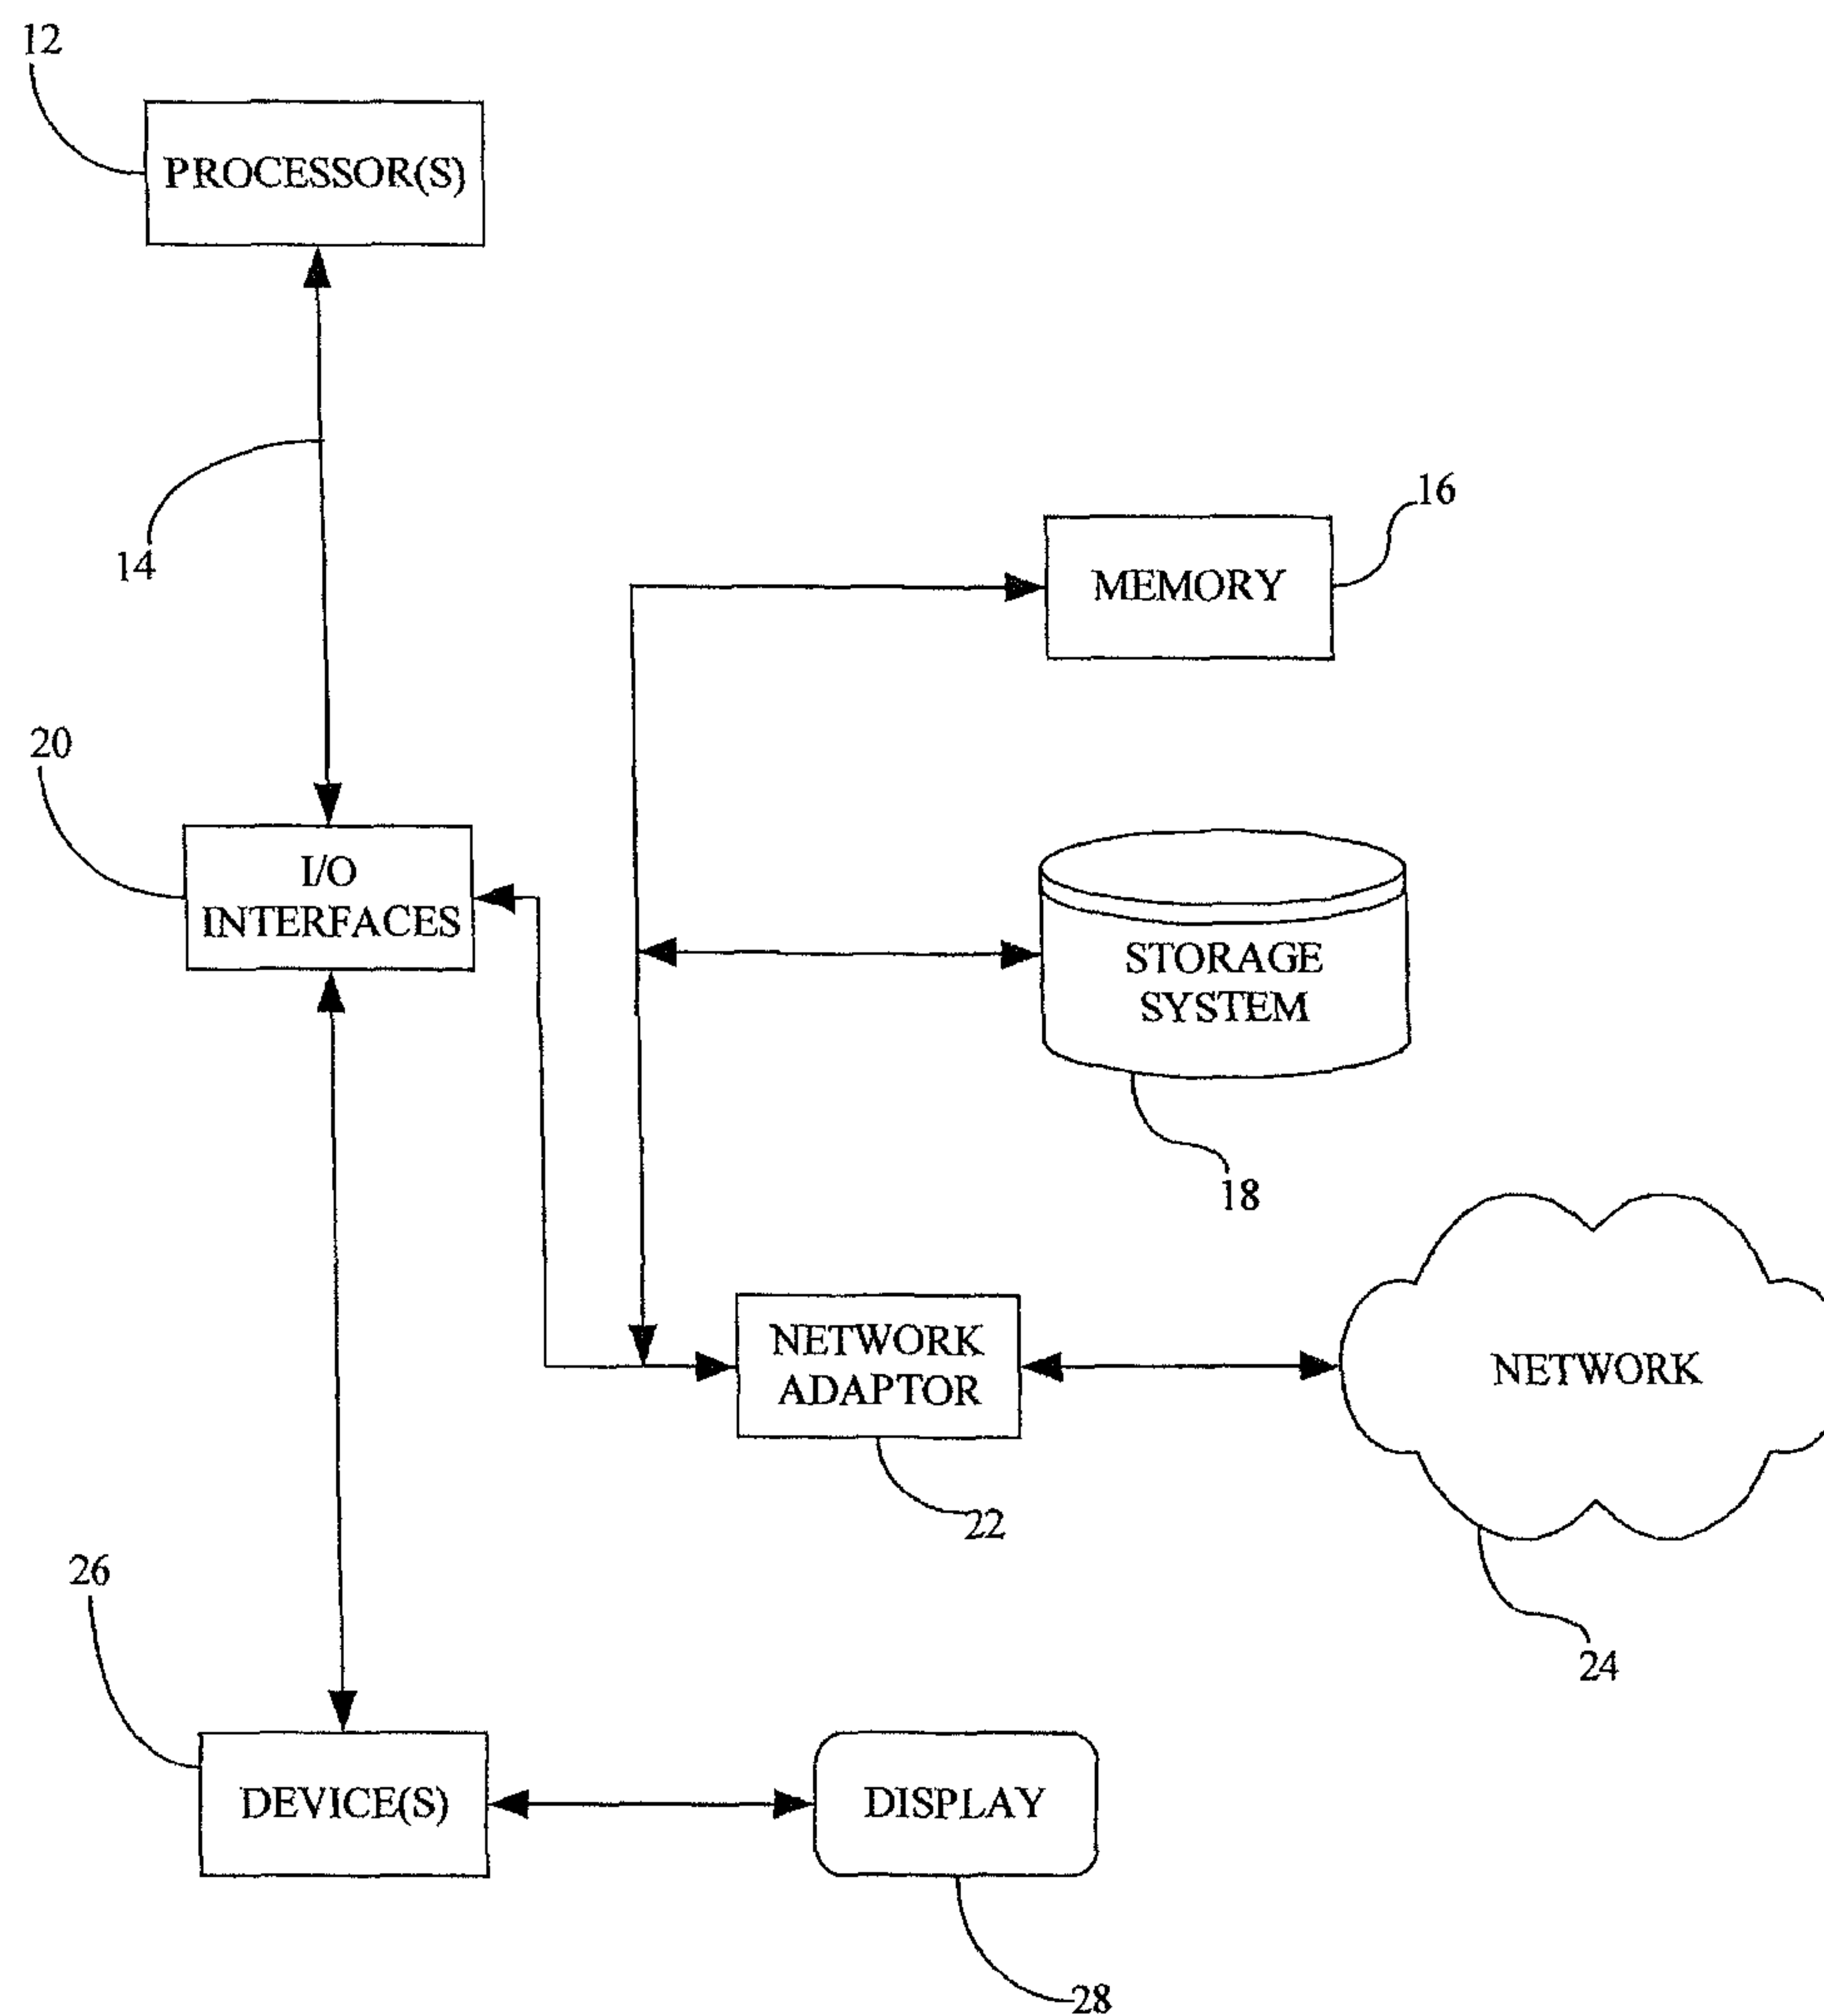 12
PROCESSOR(S)
14
16
MEMORY
20
I/O
INTERFACES
STORAGE
SYSTEM
18
NETWORK
ADAPTOR
NETWORK
22
26
24
DEVICE(S)
DISPLAY
28